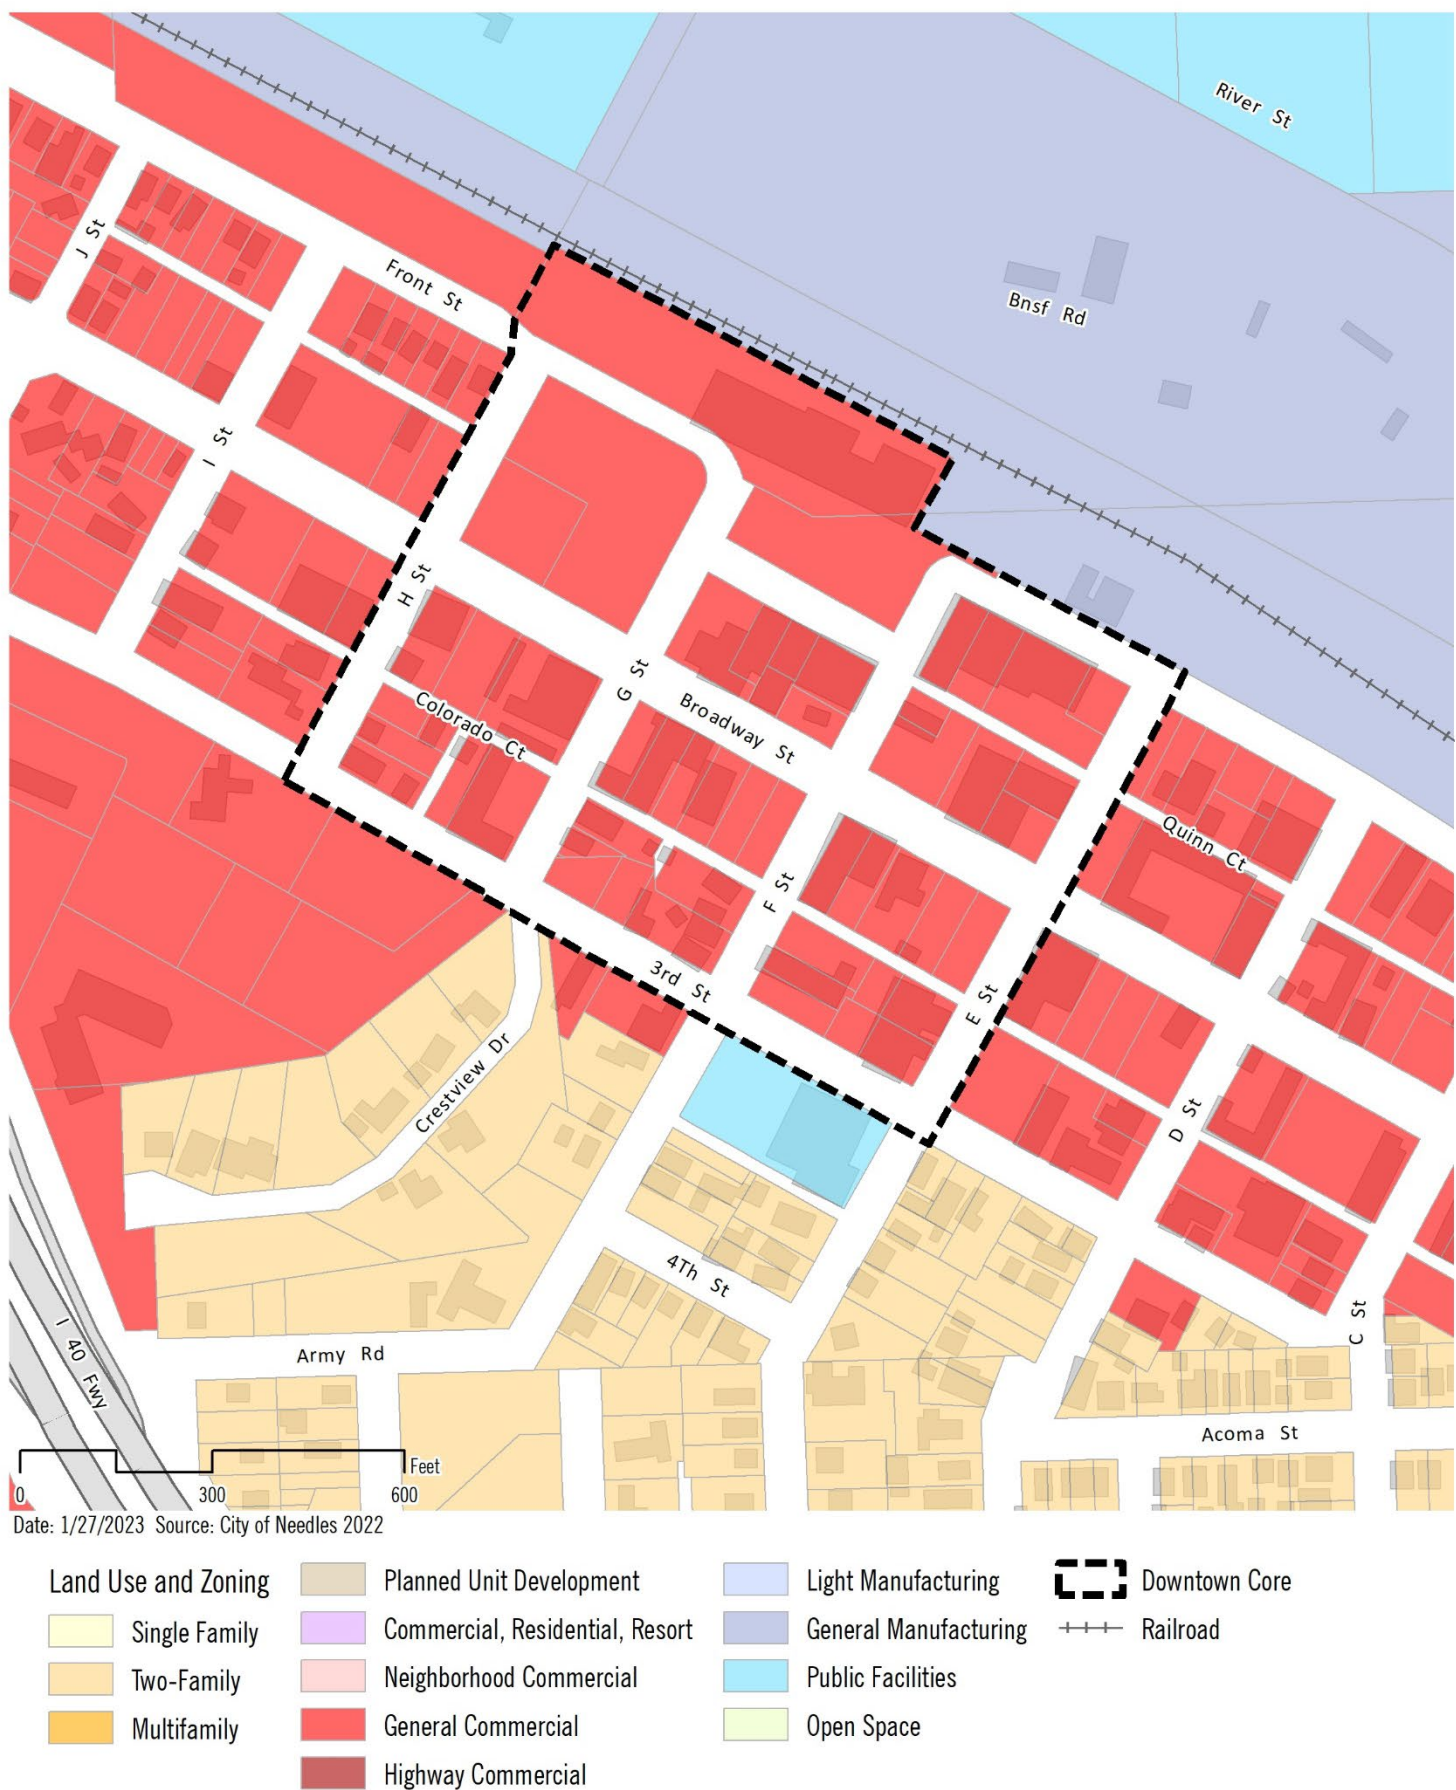 River St
Bnsf Rd
J St
Front St
I St
H St
G St
Colorado Ct
Broadway St
Quinn Ct
F St
3rd St
E St
Crestview Dr
D St
4Th St
C St
I 40 Fwy
Army Rd
Acoma St
Feet
0 300 600
Date: 1/27/2023 Source: City of Needles 2022
Land Use and Zoning
Single Family
Two-Family
Multifamily
Planned Unit Development
Commercial, Residential, Resort
Neighborhood Commercial
General Commercial
Highway Commercial
Light Manufacturing
General Manufacturing
Public Facilities
Open Space
Downtown Core
Railroad